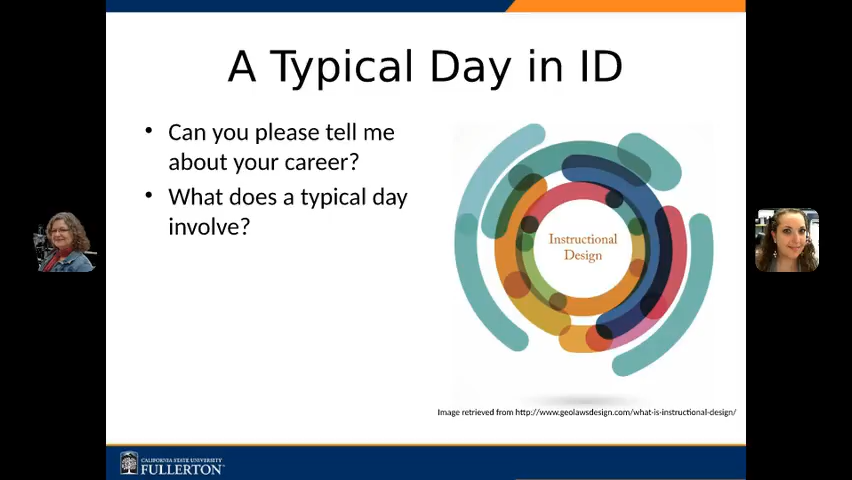 A Typical Day in ID
• Can you please tell me
about your career?
• What does a typical day
involve?
Instructional
Design
Image retrieved from http://www.geolawsdesign.com/what-is-instructional-design/
CALIFORNIA STATE UNIVERSITY
FULLERTON